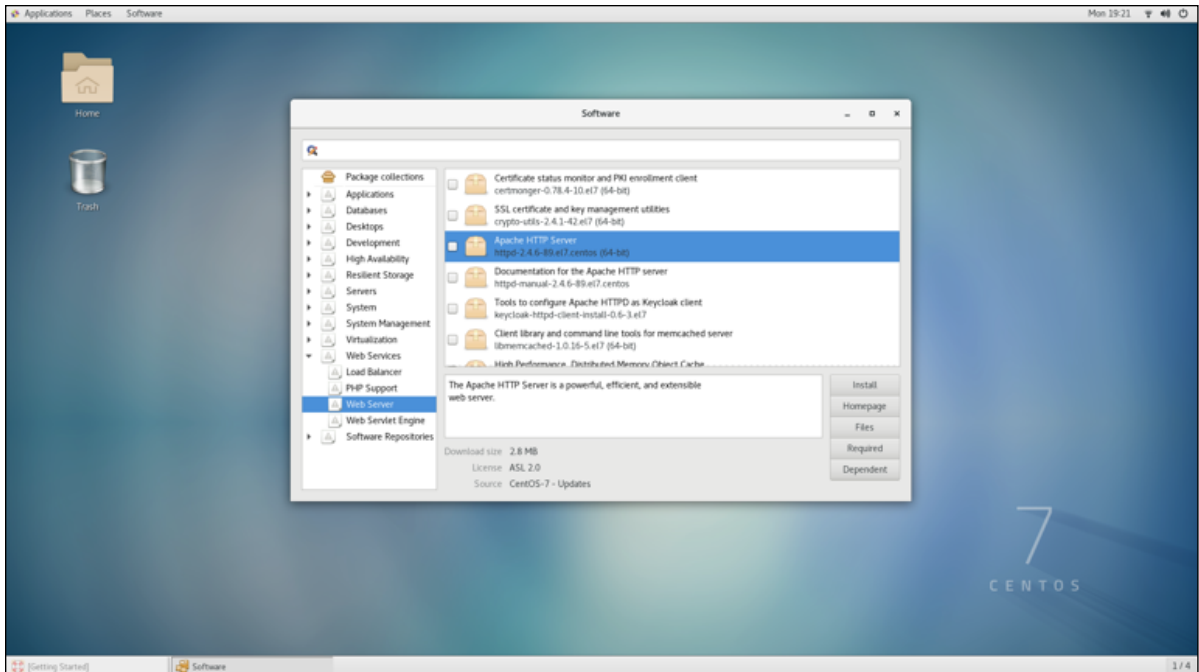 Applications Places Software
Mon 19:21
Home
Trash
Software
Package collections
Applications
Databases
Desktops
Development
High Availability
Resilient Storage
Servers
System
System Management
Virtualization
Web Services
Load Balancer
PHP Support
Web Server
Web Servlet Engine
Software Repositories
Certificate status monitor and PKI enrollment client
certmonger-0.78.4-10.el7 (64-bit)
SSL certificate and key management utilities
crypto-utils-2.4.1-42.el7 (64-bit)
Apache HTTP Server
httpd-2.4.6-89.el7.centos (64-bit)
Documentation for the Apache HTTP server
httpd-manual-2.4.6-89.el7.centos
Tools to configure Apache HTTPD as Keycloak client
keycloak-httpd-client-install-0.6-3.el7
Client library and command line tools for memcached server
libmemcached-1.0.16-5.el7 (64-bit)
High Performance, Distributed Memory Object Cache
The Apache HTTP Server is a powerful, efficient, and extensible
web server.
Install
Homepage
Files
Required
Dependent
Download size 2.8 MB
License ASL 2.0
Source CentOS-7 - Updates
7
CENTOS
[Getting Started]
Software
1 / 4